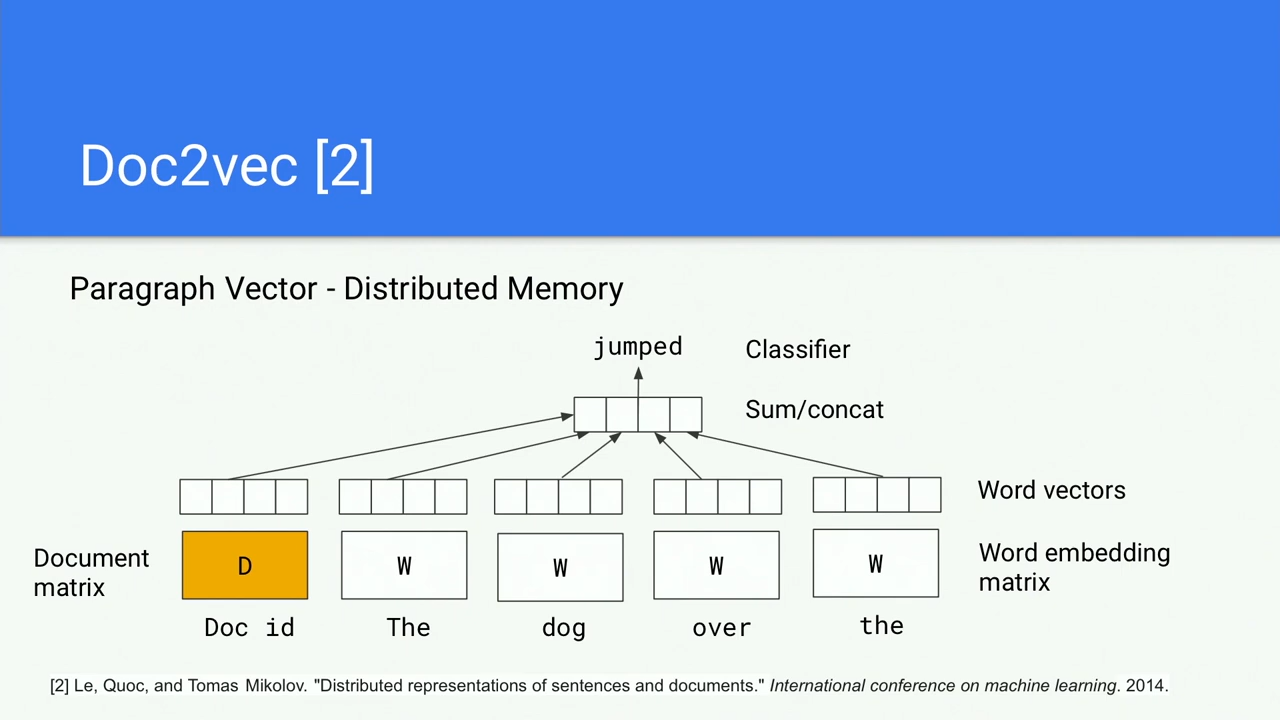 Doc2vec [2]
Paragraph Vector - Distributed Memory
jumped
Classifier
Sum/concat
Word vectors
Document
matrix
D
W
W
W
W
Word embedding
matrix
Doc id
The
dog
over
the
[2] Le, Quoc, and Tomas Mikolov. "Distributed representations of sentences and documents." International conference on machine learning. 2014.